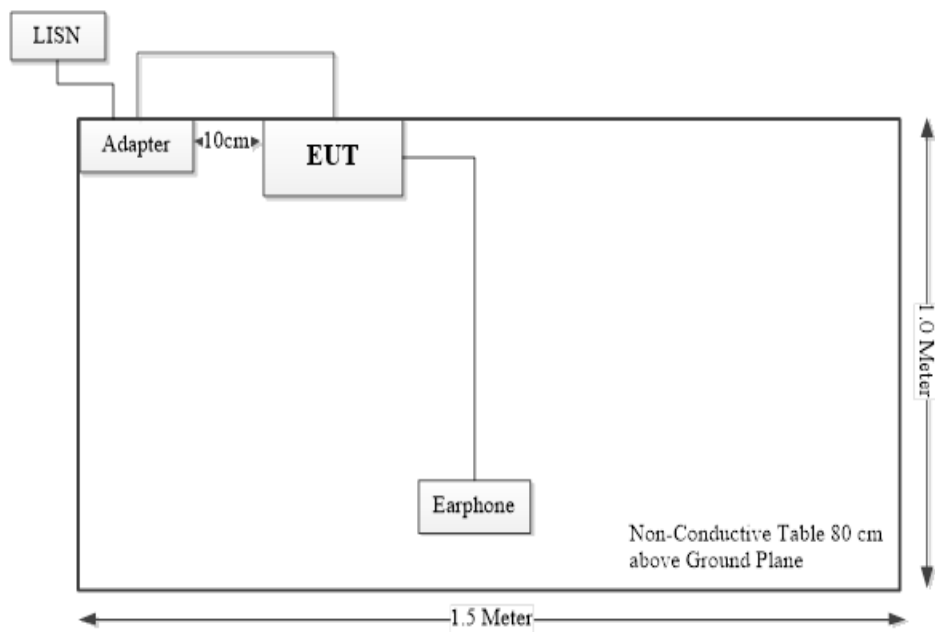 LISN
Adapter
10cm
EUT
Earphone
Non-Conductive Table 80 cm
above Ground Plane
1.0 Meter
1.5 Meter